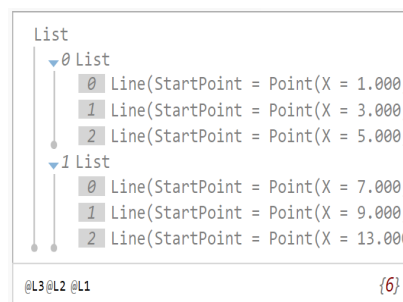 List
0 List
0 Line(StartPoint = Point(X = 1.000
1 Line(StartPoint = Point(X = 3.000
2 Line(StartPoint = Point(X = 5.000
1 List
0 Line(StartPoint = Point(X = 7.000
1 Line(StartPoint = Point(X = 9.000
2 Line(StartPoint = Point(X = 13.00
@L3 @L2 @L1 {6}